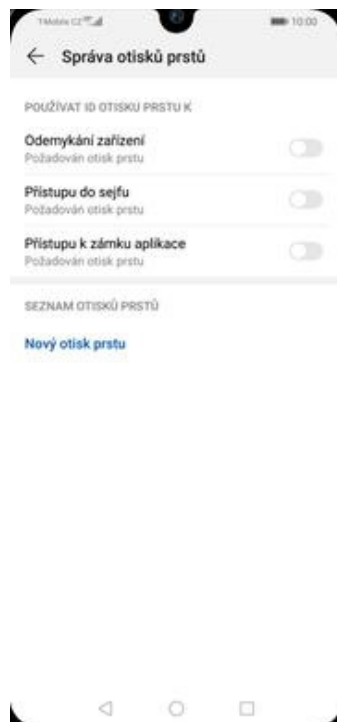 T-Mobile CZ
10:00
Správa otisků prstů
POUŽÍVAT ID OTISKU PRSTU K
Odemykání zařízení
Požadován otisk prstu
Přístupu do sejfu
Požadován otisk prstu
Přístupu k zámku aplikace
Požadován otisk prstu
SEZNAM OTISKŮ PRSTŮ
Nový otisk prstu